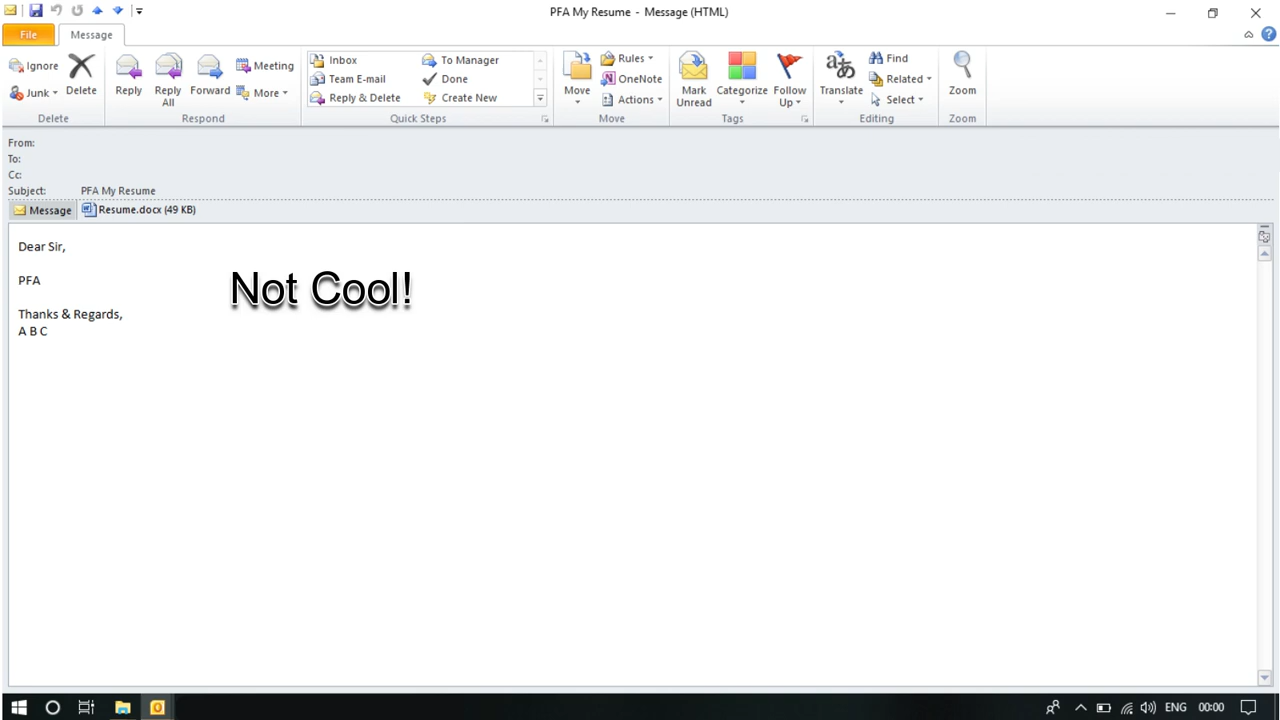 PFA My Resume - Message (HTML)
File Message
Ignore
Junk
Delete
Delete
Reply
Reply All
Forward
Meeting
More
Respond
Inbox
Team E-mail
Reply & Delete
To Manager
Done
Create New
Quick Steps
Move
Rules
OneNote
Actions
Move
Mark Unread
Categorize
Follow Up
Tags
Translate
Find
Related
Select
Editing
Zoom
Zoom
From:
To:
Cc:
Subject: PFA My Resume
Message Resume.docx (49 KB)
Dear Sir,
PFA
Not Cool!
Thanks & Regards,
A B C
ENG 00:00